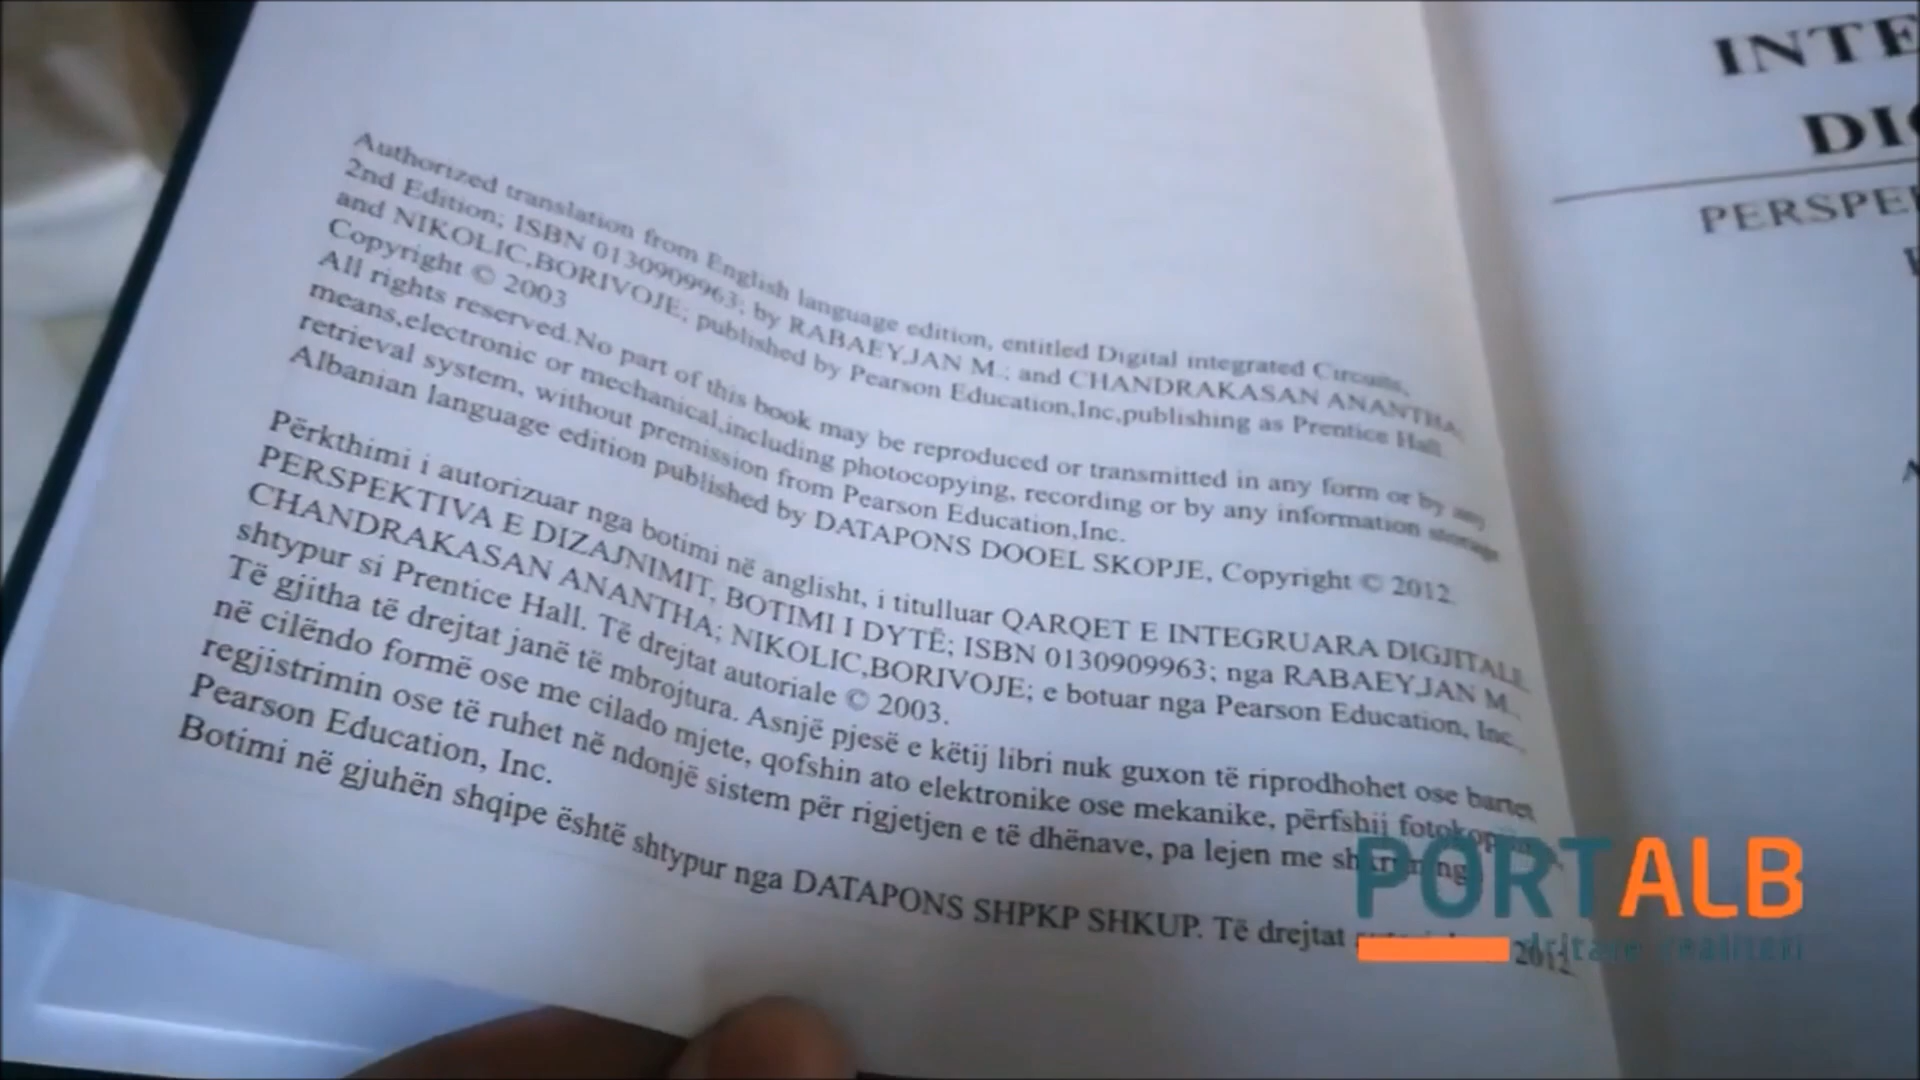 Authorized translation from English language edition, entitled Digital integrated Circuits,
2nd Edition; ISBN 0130909963; by RABAEY,JAN M.; and CHANDRAKASAN ANANTHA;
and NIKOLIC,BORIVOJE; published by Pearson Education,Inc,publishing as Prentice Hall
Copyright © 2003
All rights reserved.No part of this book may be reproduced or transmitted in any form or by any
means,electronic or mechanical,including photocopying, recording or by any information storage
retrieval system, without premission from Pearson Education,Inc.
Albanian language edition published by DATAPONS DOOEL SKOPJE, Copyright © 2012.
Përkthimi i autorizuar nga botimi në anglisht, i titulluar QARQET E INTEGRUARA DIGJITALE
PERSPEKTIVA E DIZAJNIMIT, BOTIMI I DYTË; ISBN 0130909963; nga RABAEY,JAN M.,
CHANDRAKASAN ANANTHA; NIKOLIC,BORIVOJE; e botuar nga Pearson Education, Inc.,
shtypur si Prentice Hall. Të drejtat autoriale © 2003.
Të gjitha të drejtat janë të mbrojtura. Asnjë pjesë e këtij libri nuk guxon të riprodhohet ose bartet
në cilëndo formë ose me cilado mjete, qofshin ato elektronike ose mekanike, përfshij
regjistrimin ose të ruhet në ndonjë sistem për rigjetjen e të dhënave, pa lejen me
Pearson Education, Inc.
Botimi në gjuhën shqipe është shtypur nga DATAPONS SHPKP SHKUP. Të drejtat 2012
INTE
DIG
PERSPE
PORTALB